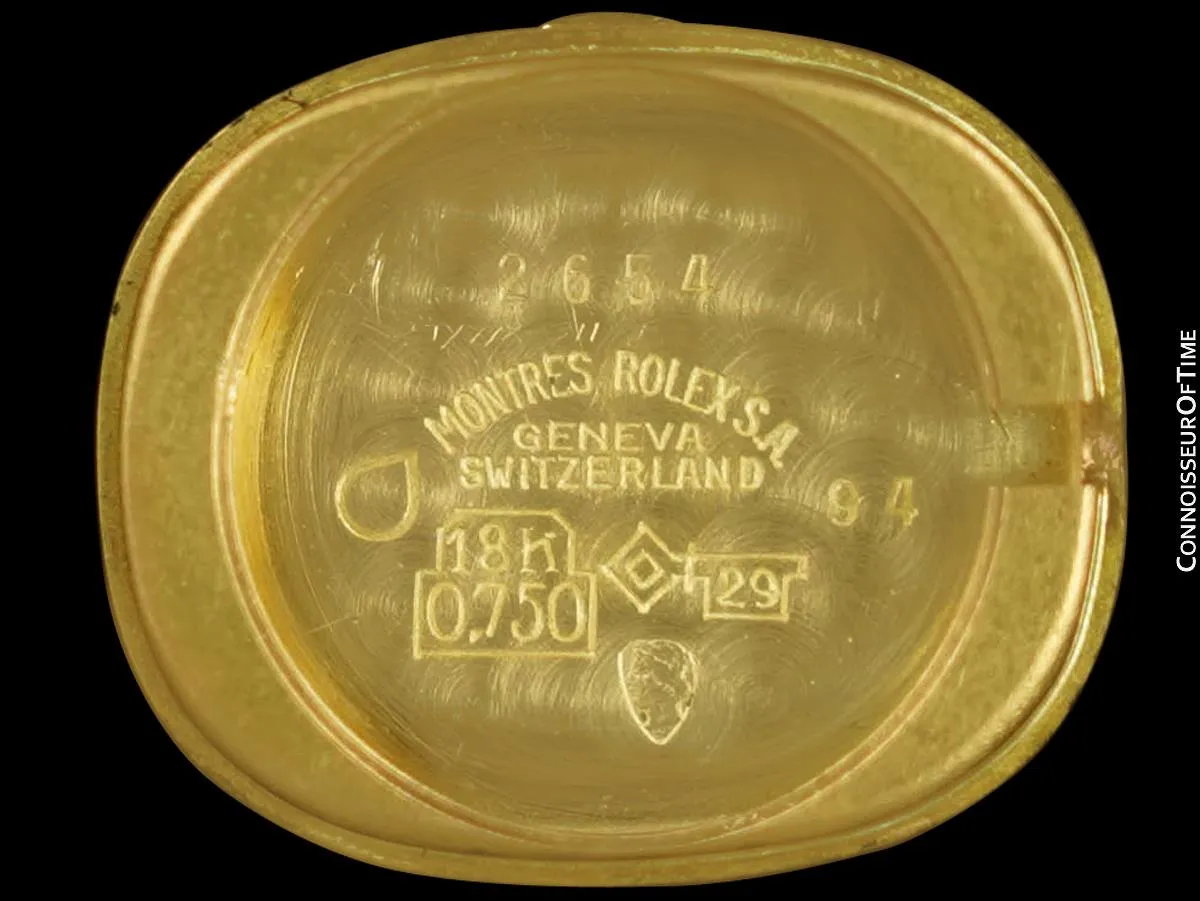 2654
MONTRES ROLEX S.A
GENEVA
SWITZERLAND
94
18K
0,750
29
CONNOISSEUROFTIME